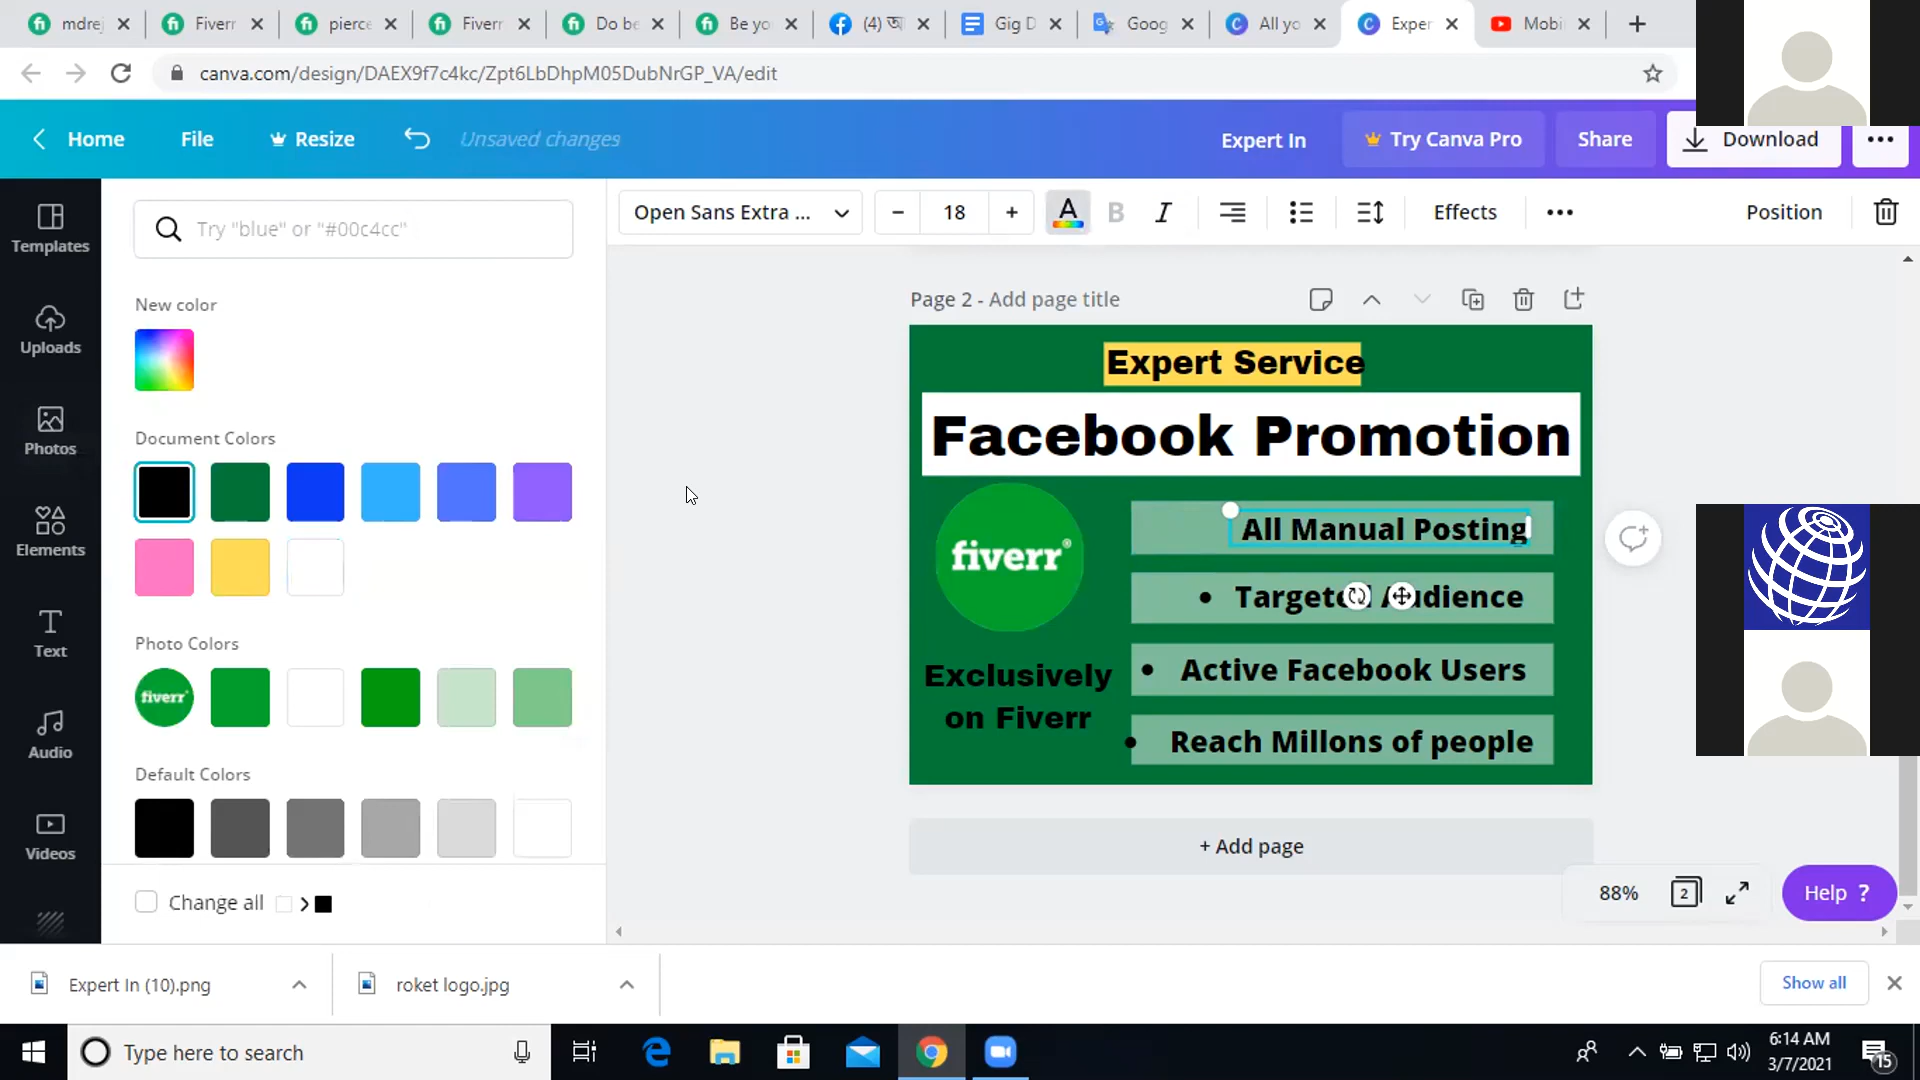 mdrej
Fiverr
pierce
Fiverr
Do be
Be yo
(4) আ
Gig D
Goog
All yo
Exper
Mobi
canva.com/design/DAEX9f7c4kc/Zpt6LbDhpM05DubNrGP_VA/edit
Home
File
Resize
Unsaved changes
Expert In
Try Canva Pro
Share
Download
Templates
Uploads
Photos
Elements
Text
Audio
Videos
Try "blue" or "#00c4cc"
New color
Document Colors
Photo Colors
fiverr
Default Colors
Change all
Open Sans Extra ...
18
A
B
I
Effects
Position
Page 2 - Add page title
Expert Service
Facebook Promotion
fiverr®
Exclusively
on Fiverr
All Manual Posting
• Targeted Audience
• Active Facebook Users
• Reach Millons of people
+ Add page
88%
2
Help ?
Expert In (10).png
roket logo.jpg
Show all
Type here to search
6:14 AM
3/7/2021
15